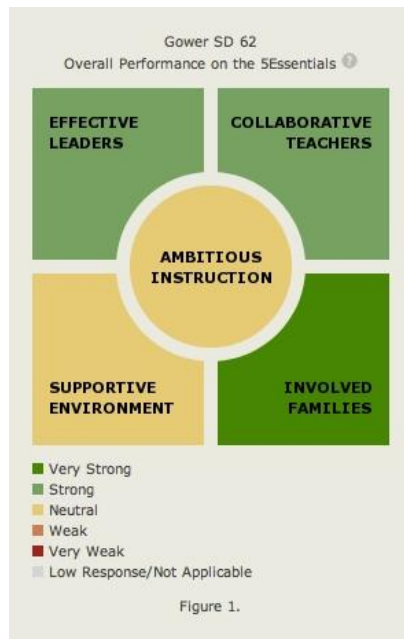 Gower SD 62
Overall Performance on the 5Essentials ?
EFFECTIVE
LEADERS
COLLABORATIVE
TEACHERS
AMBITIOUS
INSTRUCTION
SUPPORTIVE
ENVIRONMENT
INVOLVED
FAMILIES
Very Strong
Strong
Neutral
Weak
Very Weak
Low Response/Not Applicable
Figure 1.